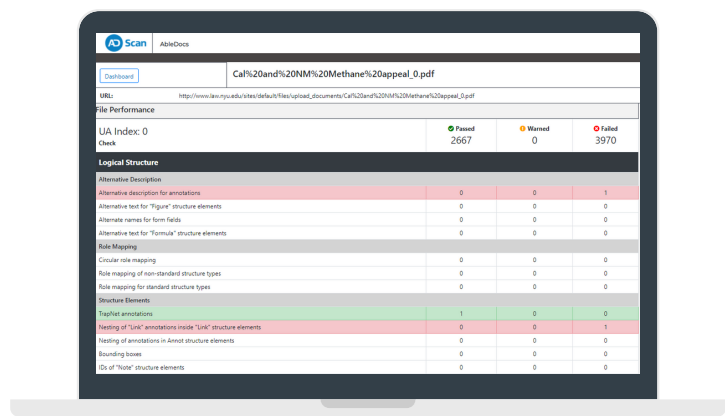 AD Scan AbleDocs
Dashboard Cal%20and%20NM%20Methane%20appeal_0.pdf
URL: http://www.law.nyu.edu/sites/default/files/upload_documents/Cal%20and%20NM%20Methane%20appeal_0.pdf
File Performance
UA Index: 0 Passed Warned Failed
Check 2667 0 3970
Logical Structure
Alternative Description
Alternative description for annotations 0 0 1
Alternative text for "Figure" structure elements 0 0 0
Alternate names for form fields 0 0 0
Alternative text for "Formula" structure elements 0 0 0
Role Mapping
Circular role mapping 0 0 0
Role mapping of non-standard structure types 0 0 0
Role mapping for standard structure types 0 0 0
Structure Elements
TrapNet annotations 1 0 0
Nesting of "Link" annotations inside "Link" structure elements 0 0 1
Nesting of annotations in Annot structure elements 0 0 0
Bounding boxes 0 0 0
IDs of "Note" structure elements 0 0 0